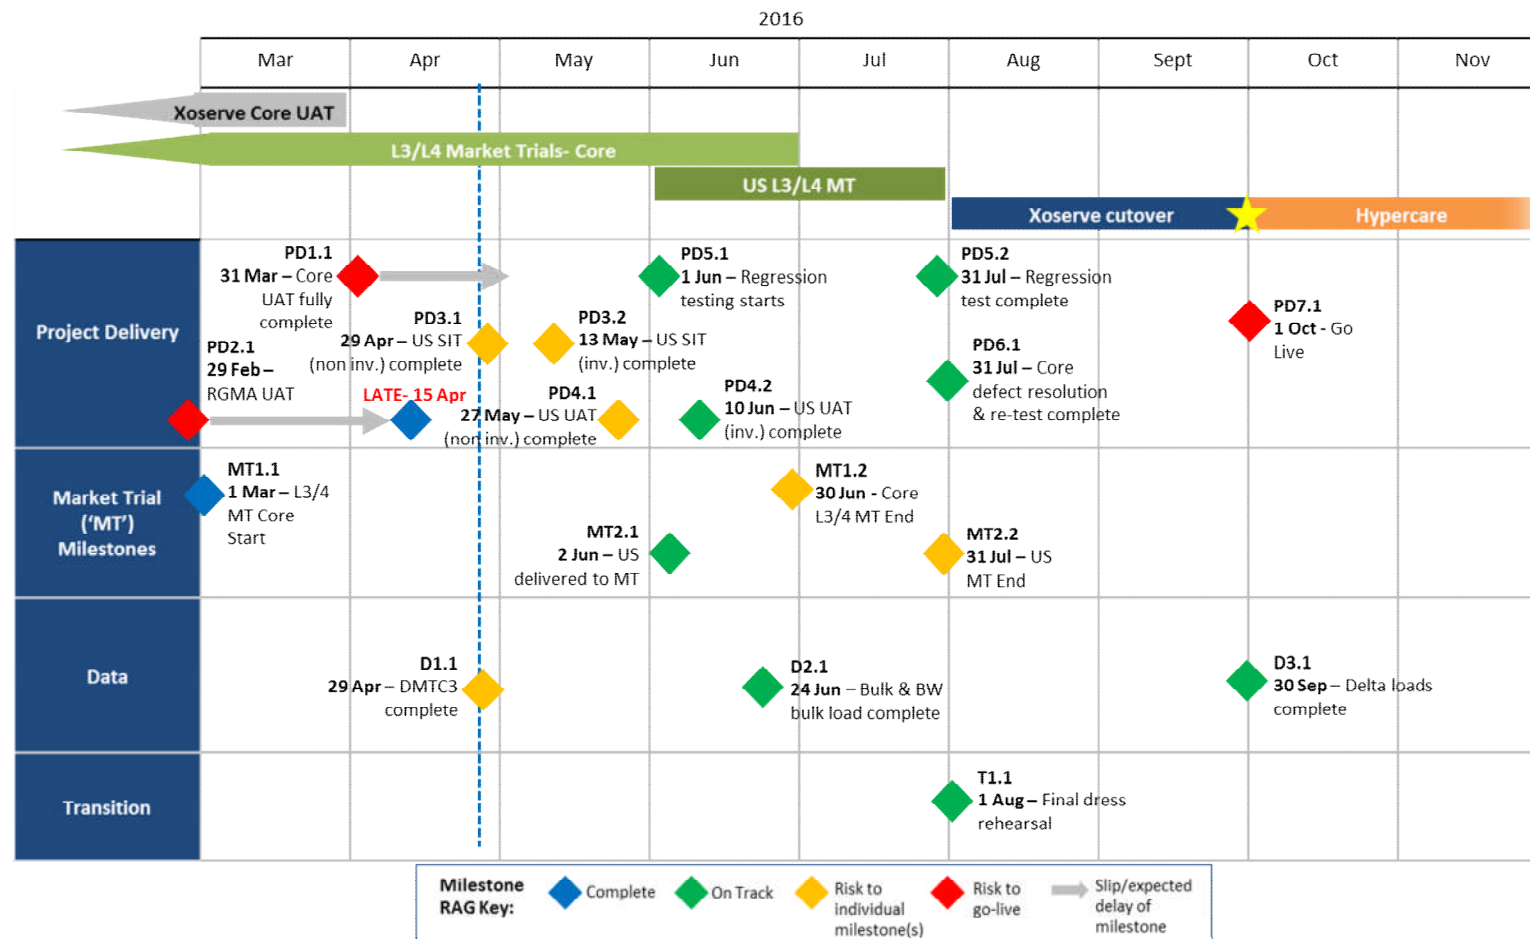 2016
Mar
Apr
May
Jun
Jul
Aug
Sept
Oct
Nov
Xoserve Core UAT
L3/L4 Market Trials- Core
US L3/L4 MT
Xoserve cutover
Hypercare
Project Delivery
PD1.1
31 Mar – Core
UAT fully
complete
PD2.1
29 Feb –
RGMA UAT
LATE- 15 Apr
PD3.1
29 Apr – US SIT
(non inv.) complete
PD3.2
13 May – US SIT
(inv.) complete
PD4.1
27 May – US UAT
(non inv.) complete
PD4.2
10 Jun – US UAT
(inv.) complete
PD5.1
1 Jun – Regression
testing starts
PD5.2
31 Jul – Regression
test complete
PD6.1
31 Jul – Core
defect resolution
& re-test complete
PD7.1
1 Oct - Go
Live
Market Trial
('MT')
Milestones
MT1.1
1 Mar – L3/4
MT Core
Start
MT1.2
30 Jun - Core
L3/4 MT End
MT2.1
2 Jun – US
delivered to MT
MT2.2
31 Jul – US
MT End
Data
D1.1
29 Apr – DMTC3
complete
D2.1
24 Jun – Bulk & BW
bulk load complete
D3.1
30 Sep – Delta loads
complete
Transition
T1.1
1 Aug – Final dress
rehearsal
Milestone
RAG Key:
Complete
On Track
Risk to
individual
milestone(s)
Risk to
go-live
Slip/expected
delay of
milestone